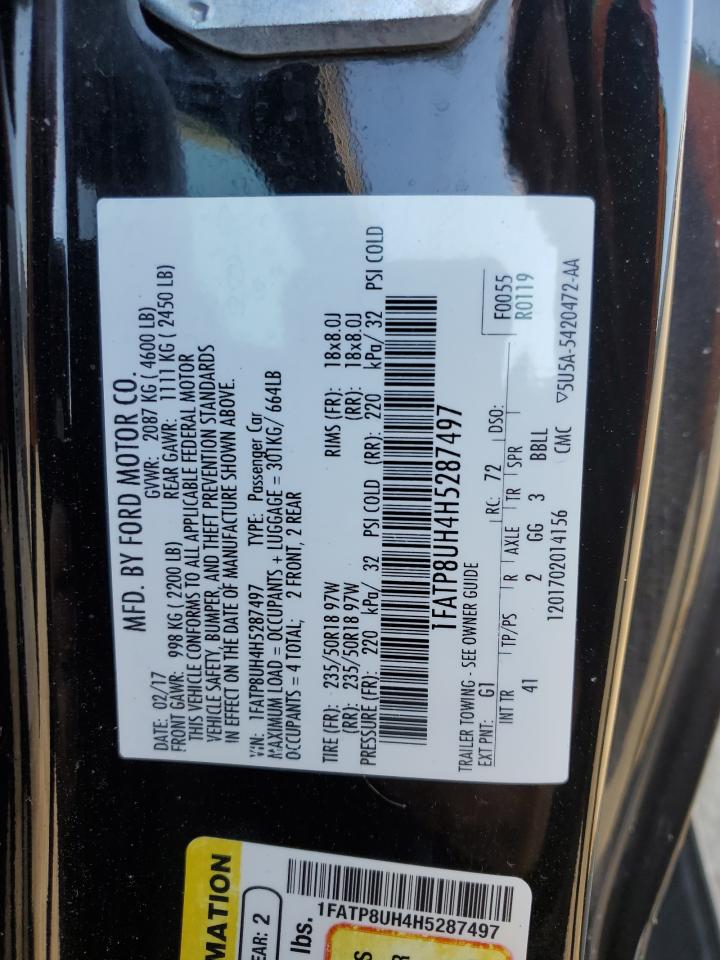 MFD. BY FORD MOTOR CO.
DATE: 02/17 GVWR: 2087 KG ( 4600 LB)
FRONT GAWR: 998 KG ( 2200 LB) REAR GAWR: 1111 KG ( 2450 LB)
THIS VEHICLE CONFORMS TO ALL APPLICABLE FEDERAL MOTOR
VEHICLE SAFETY, BUMPER, AND THEFT PREVENTION STANDARDS
IN EFFECT ON THE DATE OF MANUFACTURE SHOWN ABOVE.
VIN: 1FATP8UH4H5287497 TYPE: Passenger Car
MAXIMUM LOAD = OCCUPANTS + LUGGAGE = 301KG/ 664LB
OCCUPANTS = 4 TOTAL; 2 FRONT, 2 REAR
TIRE (FR): 235/50R18 97W RIMS (FR): 18x8.0J
(RR): 235/50R18 97W (RR): 18x8.0J
PRESSURE (FR): 220 kPa/ 32 PSI COLD (RR): 220 kPa/ 32 PSI COLD
1FATP8UH4H5287497
TRAILER TOWING - SEE OWNER GUIDE
F0055
EXT PNT: G1 RC: 72 DSO: R0119
INT TR TP/PS R AXLE TR SPR
41 2 GG 3 BBLL
1201702014156 CMC ▽5U5A-5420472-AA
MATION
EAR: 2
lbs.
1FATP8UH4H5287497
S
R